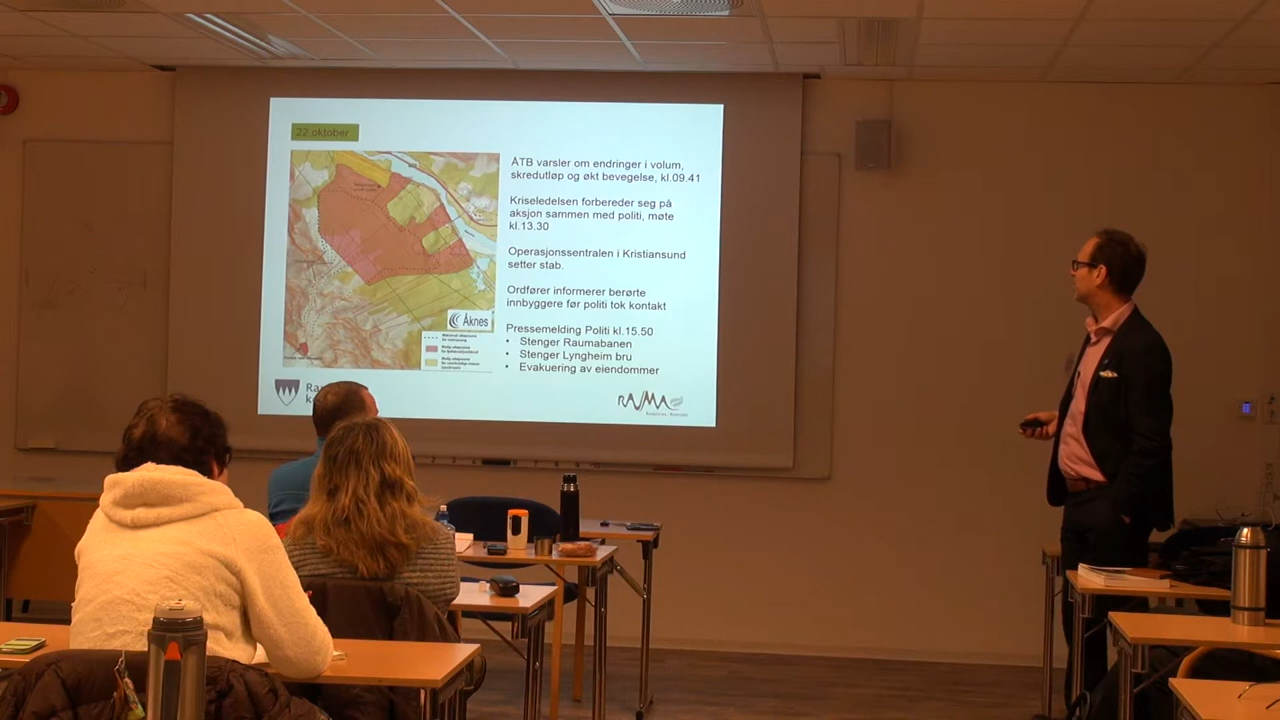 22.oktober
ÅTB varsler om endringer i volum,
skredutløp og økt bevegelse, kl.09.41
Kriseledelsen forbereder seg på
aksjon sammen med politi, møte
kl.13.30
Operasjonssentralen i Kristiansund
setter stab.
Ordfører informerer berørte
innbyggere før politi tok kontakt
Pressemelding Politi kl.15.50
• Stenger Raumabanen
• Stenger Lyngheim bru
• Evakuering av eiendommer
Åknes
RAUMA